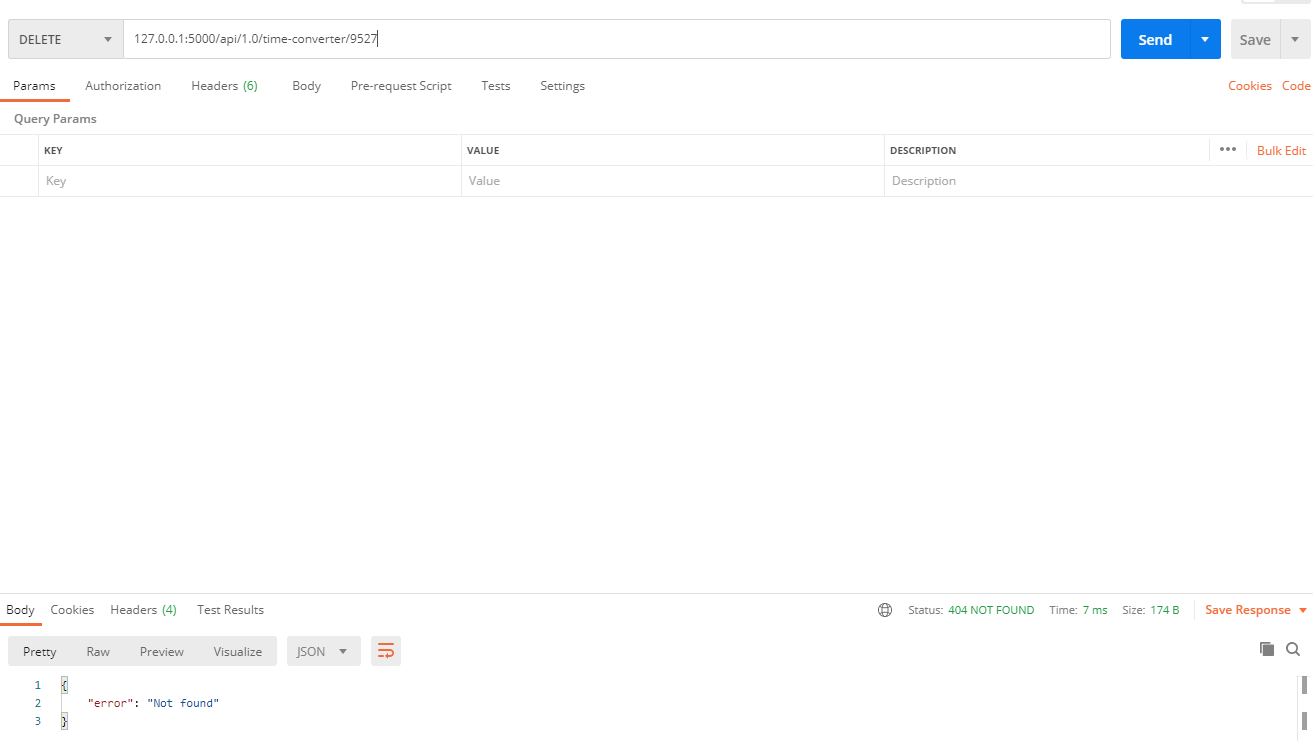 DELETE 127.0.0.1:5000/api/1.0/time-converter/9527 Send Save
Params Authorization Headers (6) Body Pre-request Script Tests Settings Cookies Code
Query Params
KEY VALUE DESCRIPTION ••• Bulk Edit
Key Value Description
Body Cookies Headers (4) Test Results Status: 404 NOT FOUND Time: 7 ms Size: 174 B Save Response
Pretty Raw Preview Visualize JSON
1 {
2 "error": "Not found"
3 }